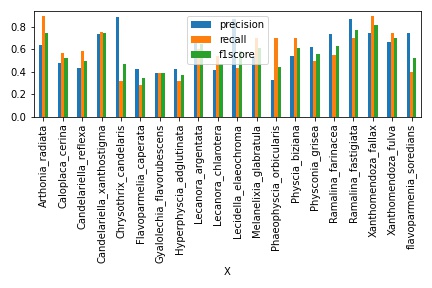 0.8
0.6
0.4
0.2
0.0
precision
recall
f1score
Arthonia_radiata
Caloplaca_cerina
Candelariella_reflexa
Candelariella_xanthostigma
Chrysothrix_candelaris
Flavoparmelia_caperata
Gyalolechia_flavorubescens
Hyperphyscia_adglutinata
Lecanora_argentata
Lecanora_chlarotera
Lecidella_elaeochroma
Melanelixia_glabratula
Phaeophyscia_orbicularis
Physcia_biziana
Physconia_grisea
Ramalina_farinacea
Ramalina_fastigiata
Xanthomendoza_fallax
Xanthomendoza_fulva
flavoparmenia_soredians
X